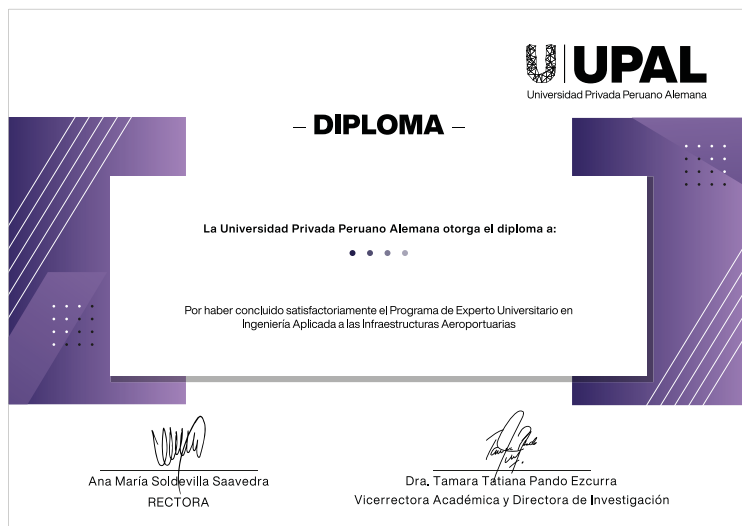 UPAL
Universidad Privada Peruano Alemana
– DIPLOMA –
La Universidad Privada Peruano Alemana otorga el diploma a:
Por haber concluido satisfactoriamente el Programa de Experto Universitario en
Ingeniería Aplicada a las Infraestructuras Aeroportuarias
Ana María Soldevilla Saavedra
RECTORA
Dra. Tamara Tatiana Pando Ezcurra
Vicerrectora Académica y Directora de Investigación